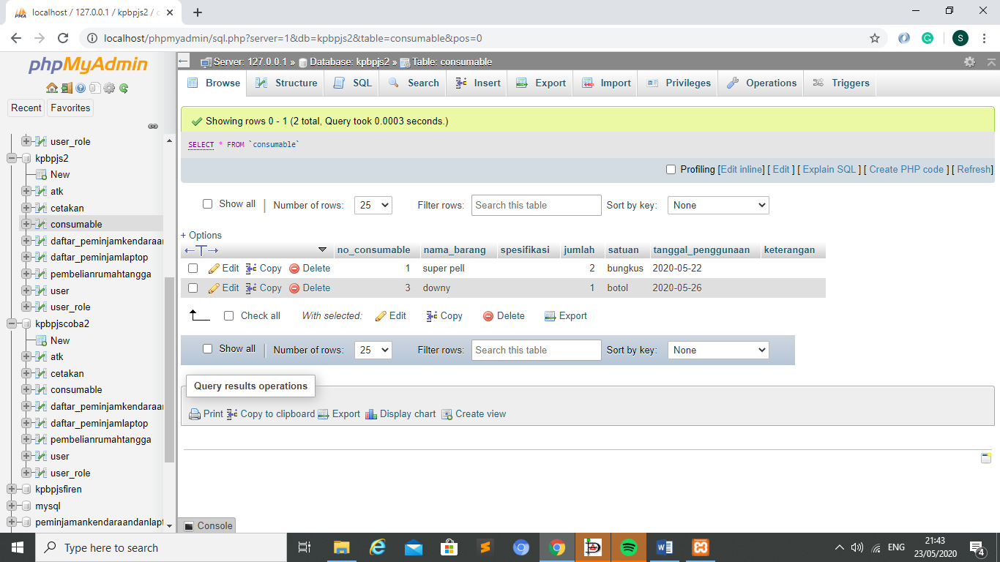 localhost / 127.0.0.1 / kpbpjs2 / c
localhost/phpmyadmin/sql.php?server=1&db=kpbpjs2&table=consumable&pos=0
S
phpMyAdmin
Recent Favorites
user_role
kpbpjs2
New
atk
cetakan
consumable
daftar_peminjamkendaraan
daftar_peminjamlaptop
pembelianrumahtangga
user
user_role
kpbpjscoba2
New
atk
cetakan
consumable
daftar_peminjamkendaraan
daftar_peminjamlaptop
pembelianrumahtangga
user
user_role
kpbpjsfiren
mysql
peminjamankendaraandanlapt
Server: 127.0.0.1 » Database: kpbpjs2 » Table: consumable
Browse Structure SQL Search Insert Export Import Privileges Operations Triggers
Showing rows 0 - 1 (2 total, Query took 0.0003 seconds.)
SELECT * FROM `consumable`
Profiling [Edit inline] [ Edit ] [ Explain SQL ] [ Create PHP code ] [ Refresh]
Show all | Number of rows: 25 Filter rows: Search this table Sort by key: None
+ Options
←T→ no_consumable nama_barang spesifikasi jumlah satuan tanggal_penggunaan keterangan
Edit Copy Delete 1 super pell 2 bungkus 2020-05-22
Edit Copy Delete 3 downy 1 botol 2020-05-26
Check all With selected: Edit Copy Delete Export
Show all | Number of rows: 25 Filter rows: Search this table Sort by key: None
Query results operations
Print Copy to clipboard Export Display chart Create view
Console
Type here to search
ENG
21:43
23/05/2020
4